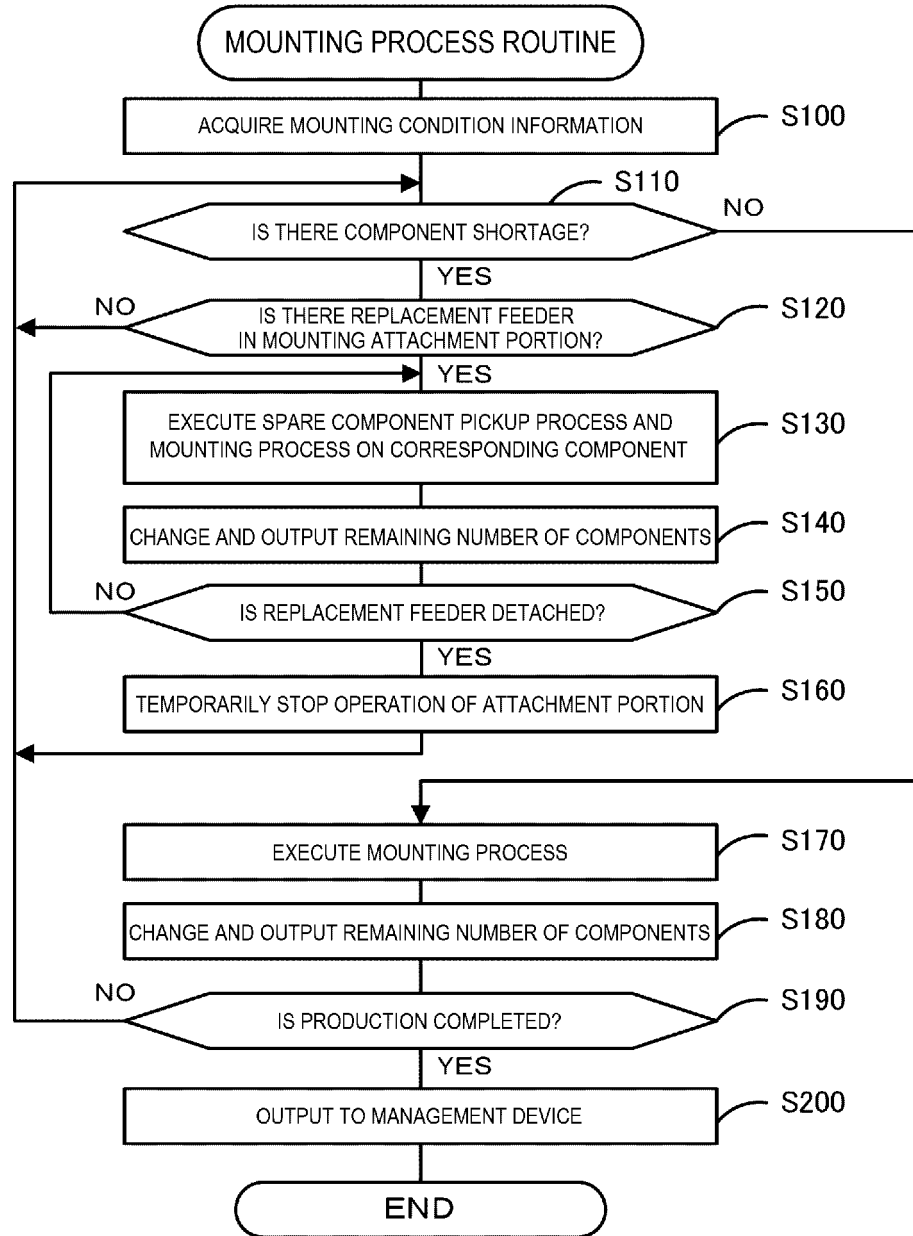 MOUNTING PROCESS ROUTINE
ACQUIRE MOUNTING CONDITION INFORMATION
S100
S110
IS THERE COMPONENT SHORTAGE?
NO
YES
NO
IS THERE REPLACEMENT FEEDER
IN MOUNTING ATTACHMENT PORTION?
S120
YES
EXECUTE SPARE COMPONENT PICKUP PROCESS AND
MOUNTING PROCESS ON CORRESPONDING COMPONENT
S130
CHANGE AND OUTPUT REMAINING NUMBER OF COMPONENTS
S140
NO
IS REPLACEMENT FEEDER DETACHED?
S150
YES
TEMPORARILY STOP OPERATION OF ATTACHMENT PORTION
S160
EXECUTE MOUNTING PROCESS
S170
CHANGE AND OUTPUT REMAINING NUMBER OF COMPONENTS
S180
NO
IS PRODUCTION COMPLETED?
S190
YES
OUTPUT TO MANAGEMENT DEVICE
S200
END